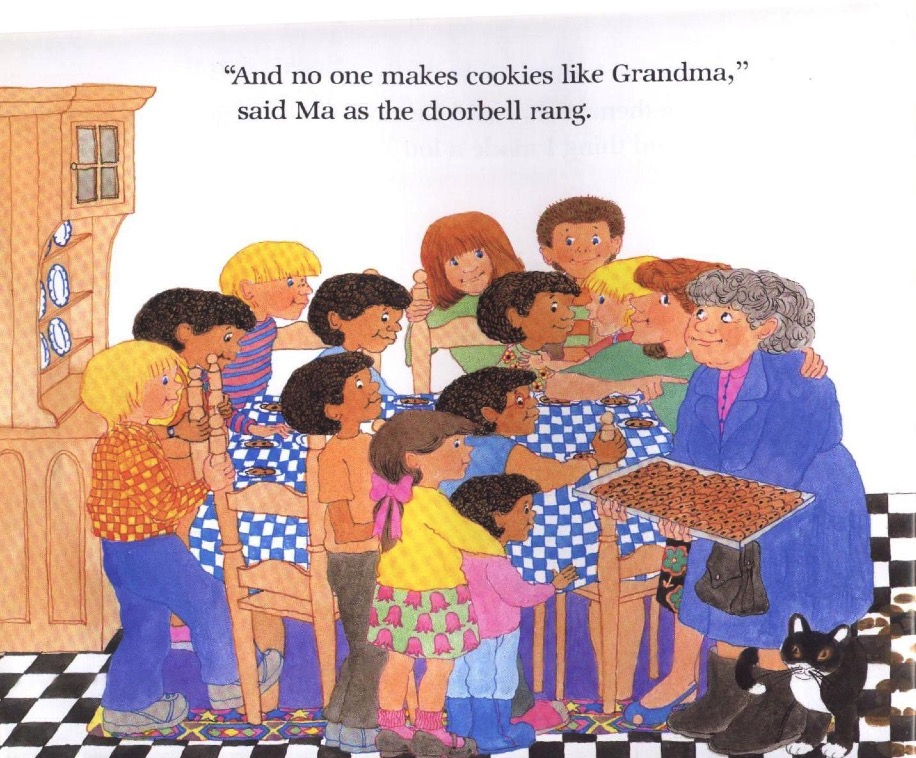 “And no one makes cookies like Grandma,”
said Ma as the doorbell rang.